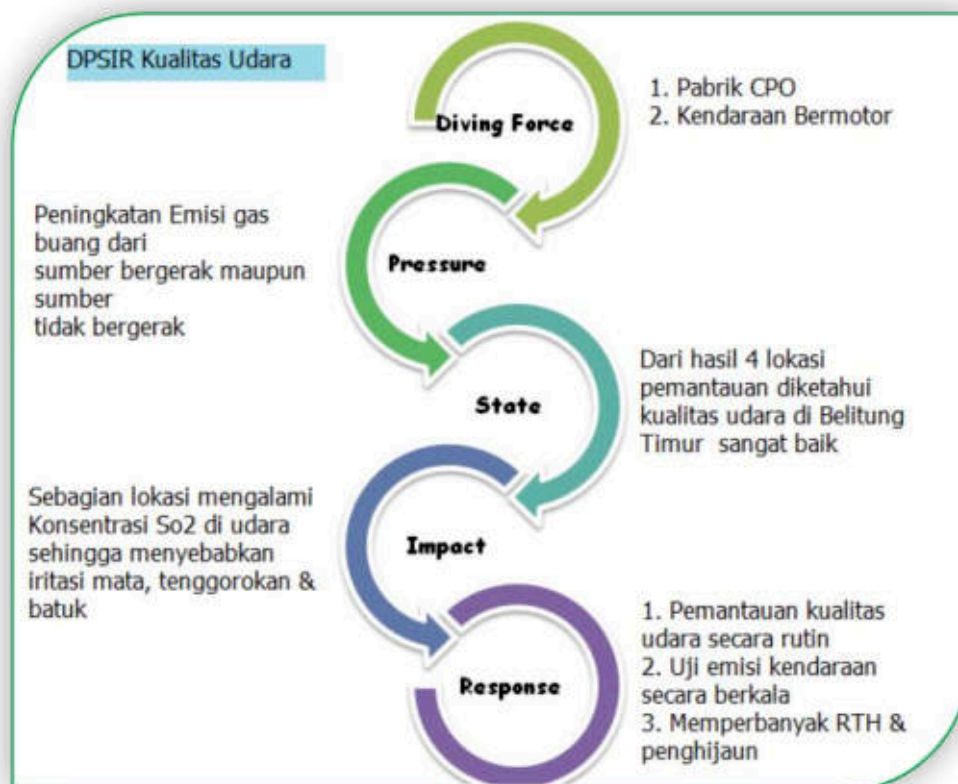 DPSIR Kualitas Udara
Diving Force
1. Pabrik CPO
2. Kendaraan Bermotor
Peningkatan Emisi gas
buang dari
sumber bergerak maupun
sumber
tidak bergerak
Pressure
State
Dari hasil 4 lokasi
pemantauan diketahui
kualitas udara di Belitung
Timur sangat baik
Sebagian lokasi mengalami
Konsentrasi So2 di udara
sehingga menyebabkan
iritasi mata, tenggorokan &
batuk
Impact
Response
1. Pemantauan kualitas
udara secara rutin
2. Uji emisi kendaraan
secara berkala
3. Memperbanyak RTH &
penghijaun